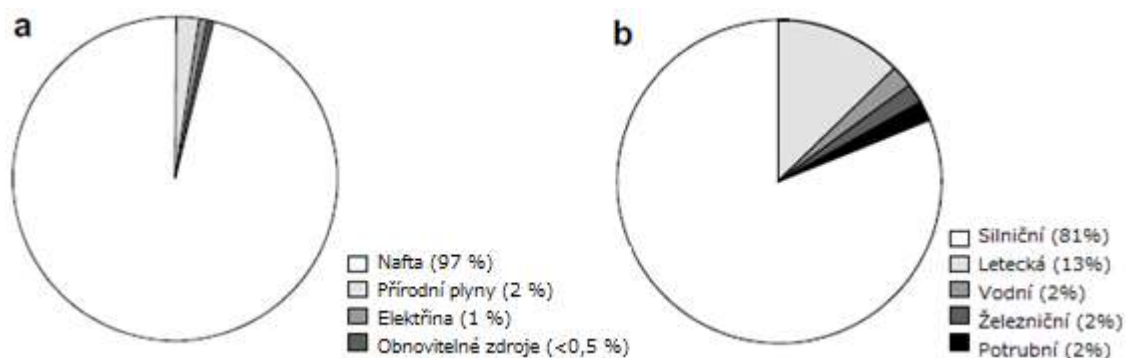 a
Nafta (97 %)
Přírodní plyny (2 %)
Elektřina (1 %)
Obnovitelné zdroje (<0,5 %)
b
Silniční (81%)
Letecká (13%)
Vodní (2%)
Železniční (2%)
Potrubní (2%)